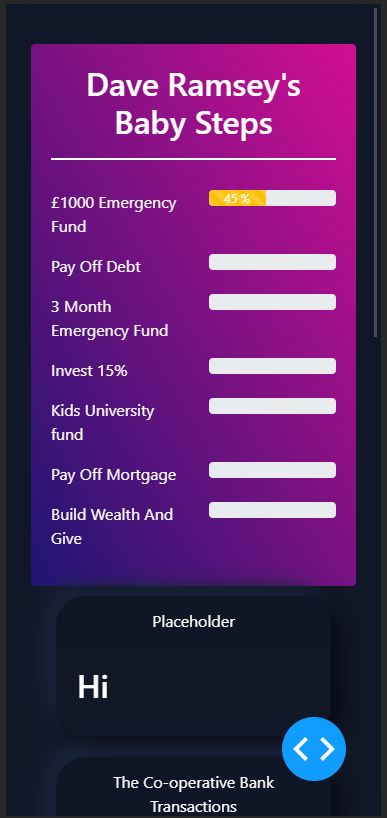 Dave Ramsey's
Baby Steps
£1000 Emergency
Fund
45 %
Pay Off Debt
3 Month
Emergency Fund
Invest 15%
Kids University
fund
Pay Off Mortgage
Build Wealth And
Give
Placeholder
Hi
The Co-operative Bank
Transactions